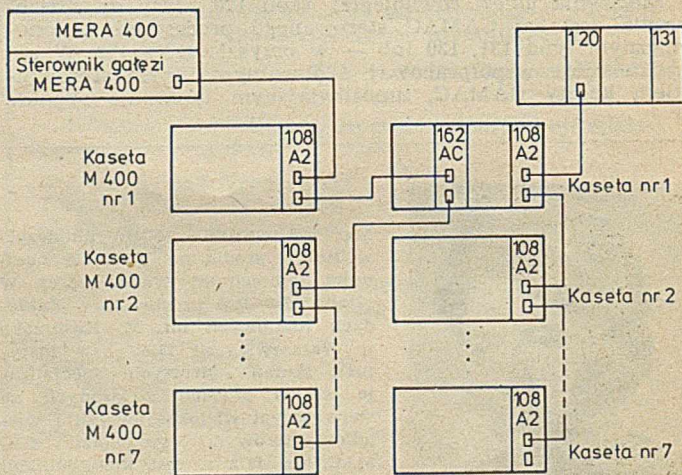 MERA 400
Sterownik gałęzi
MERA 400
120
131
Kaseta
M 400
nr 1
108
A2
162
AC
108
A2
Kaseta nr 1
Kaseta
M 400
nr 2
108
A2
108
A2
Kaseta nr 2
Kaseta
M 400
nr 7
108
A2
108
A2
Kaseta nr 7